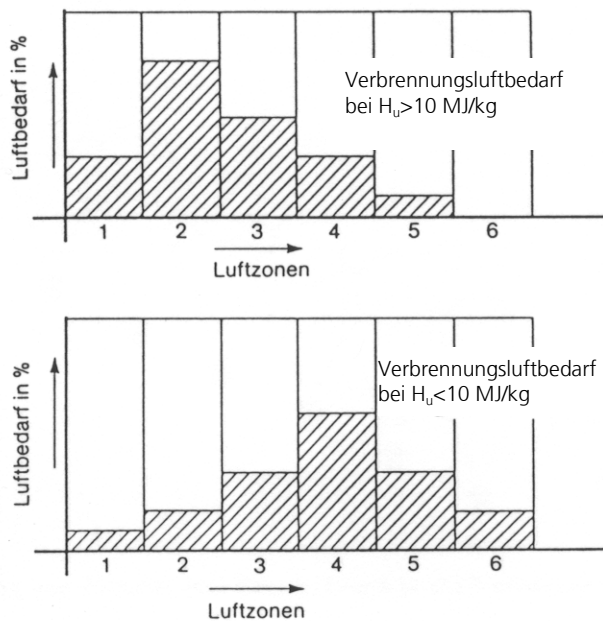 Luftbedarf in %
Verbrennungsluftbedarf
bei Hu>10 MJ/kg
1 2 3 4 5 6
Luftzonen
Luftbedarf in %
Verbrennungsluftbedarf
bei Hu<10 MJ/kg
1 2 3 4 5 6
Luftzonen